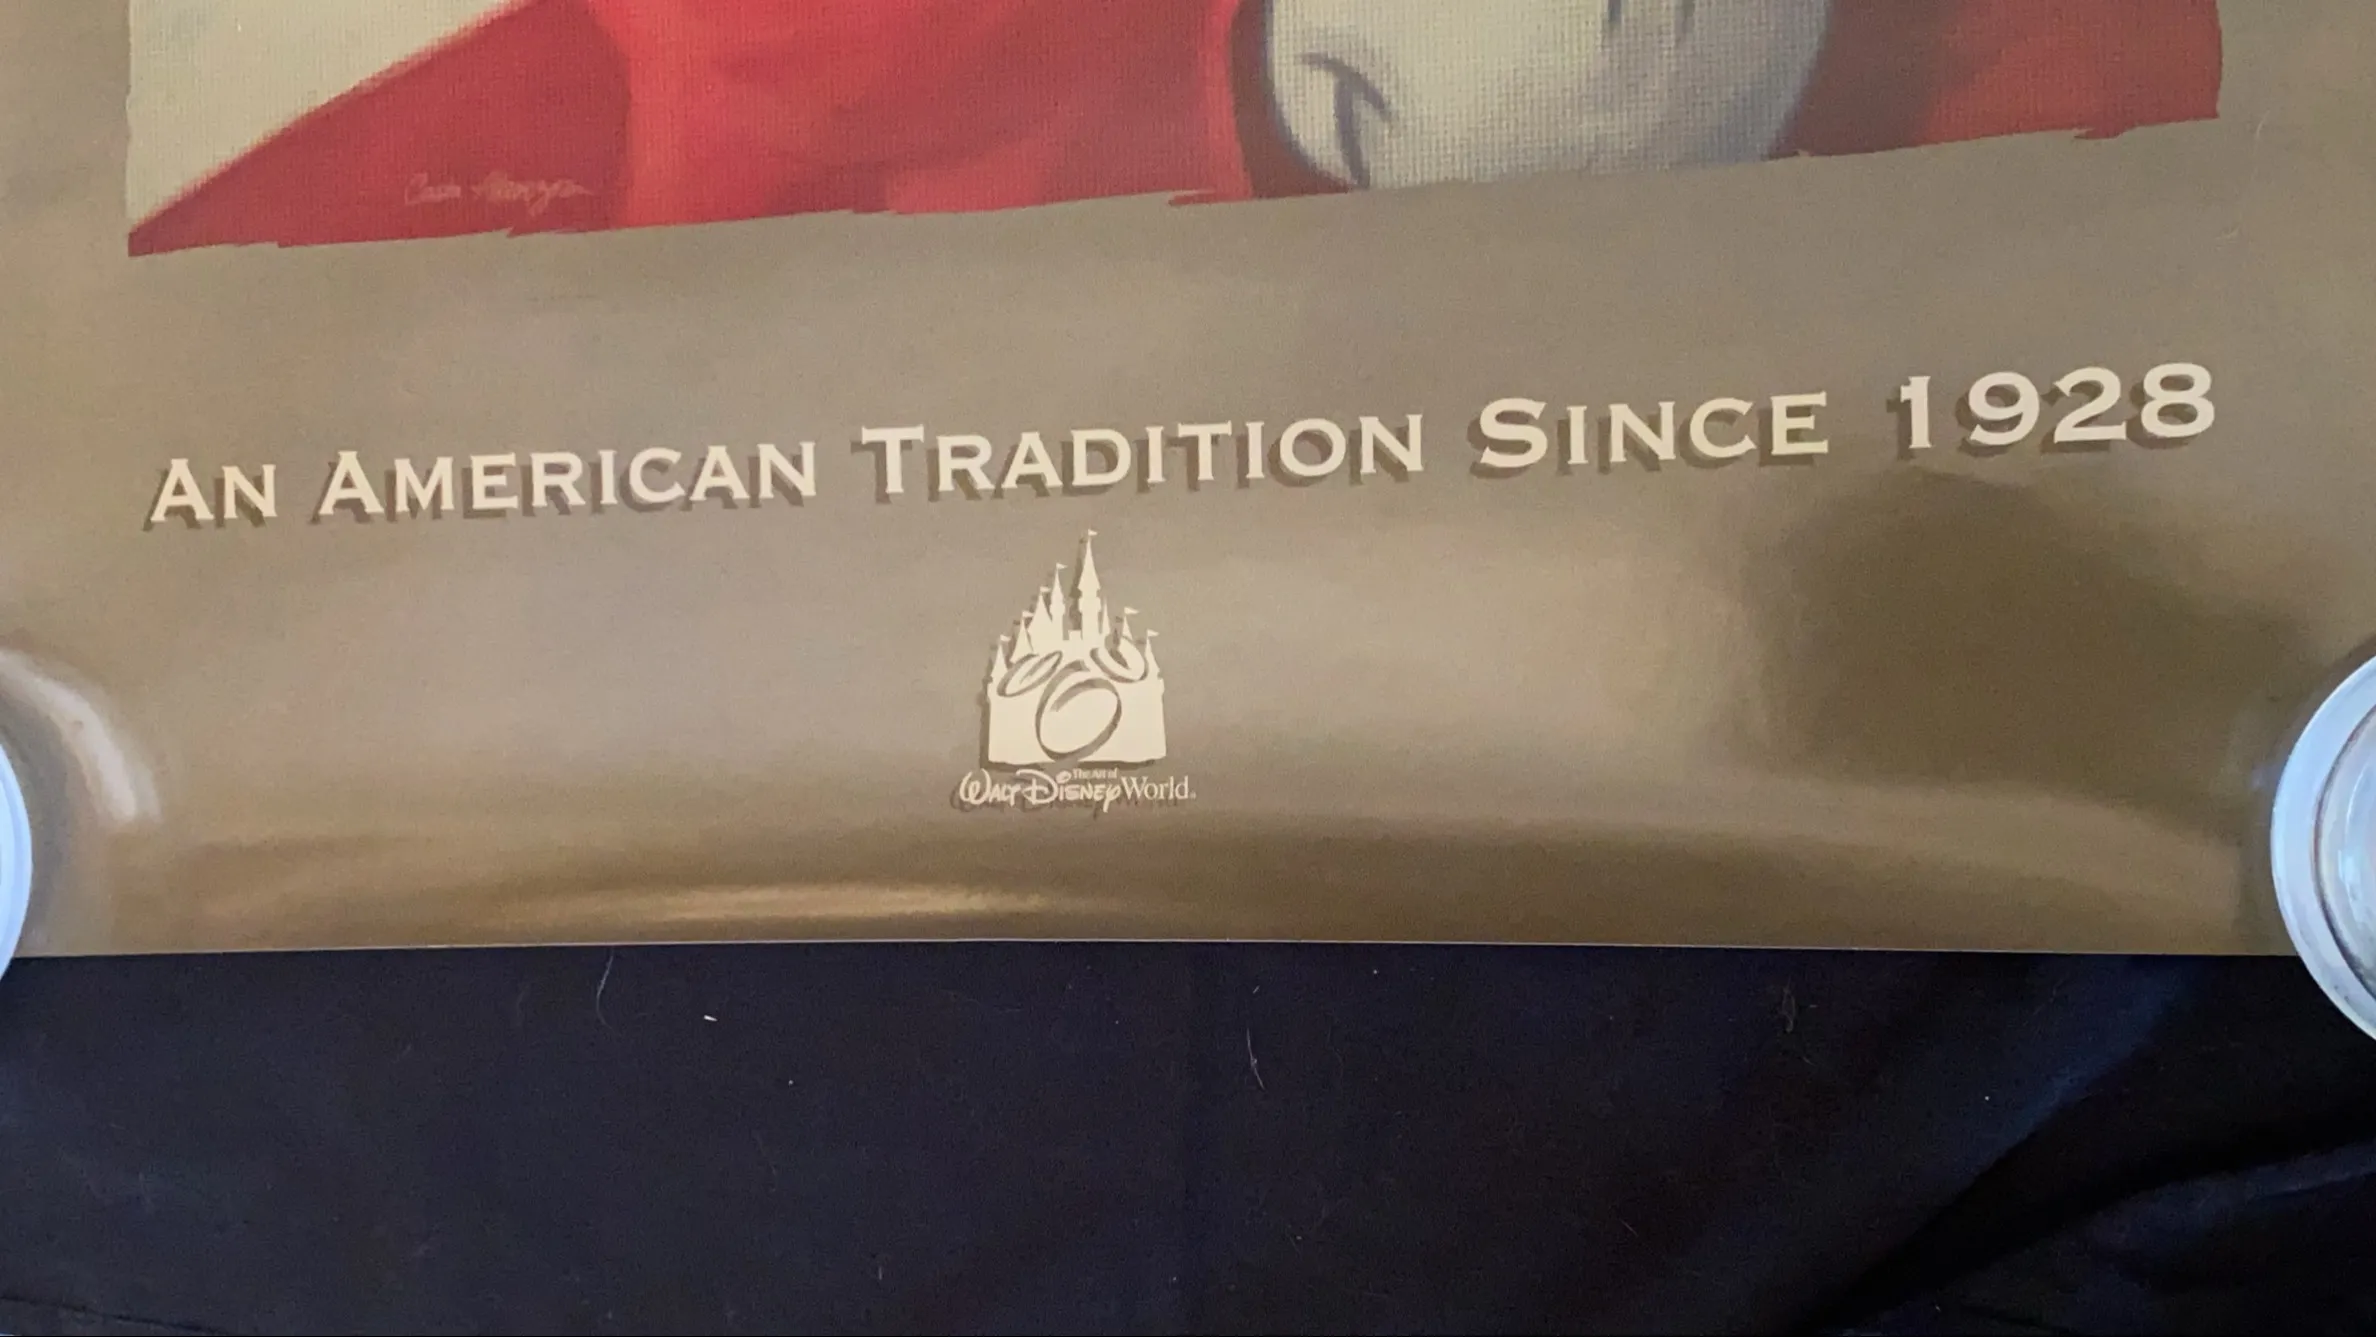 AN AMERICAN TRADITION SINCE 1928
The Art of
WALT DISNEY World.